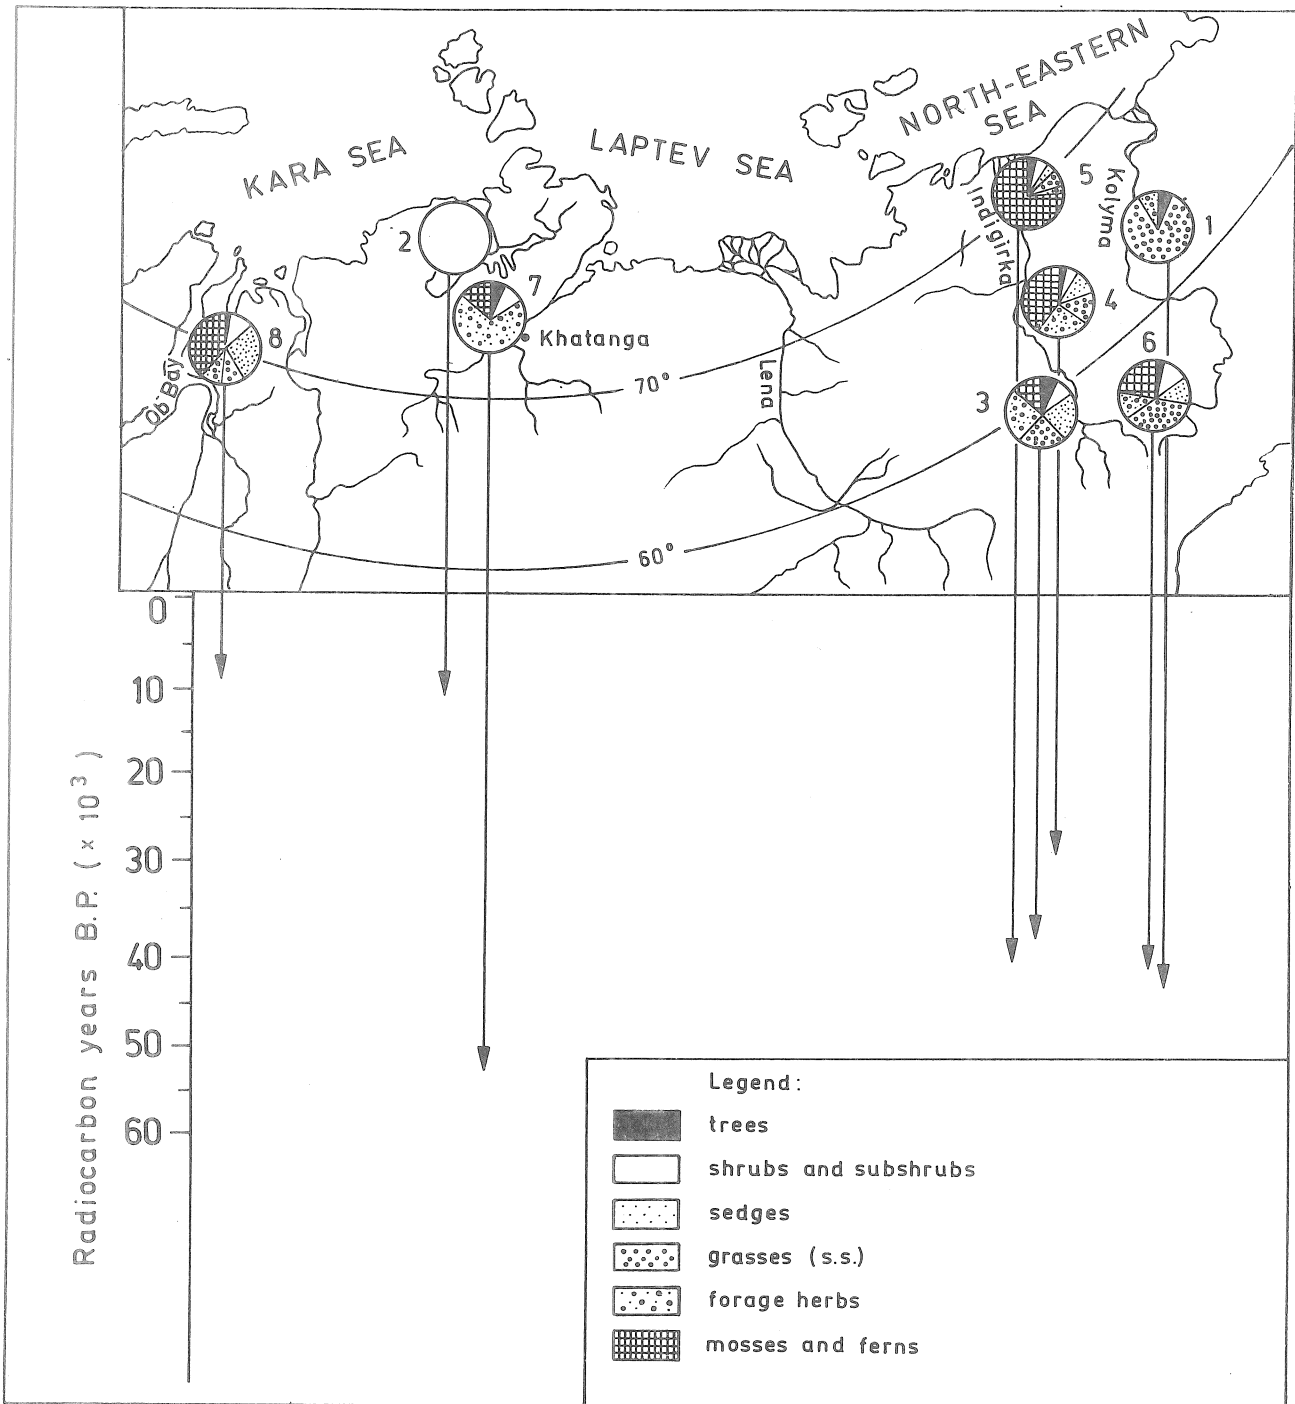 KARA SEA
LAPTEV SEA
NORTH-EASTERN
SEA
2
7
8
5
1
4
6
3
Indigirka
Kolyma
Khatanga
Ob Bay
Lena
70°
60°
0
10
20
30
40
50
60
Radiocarbon years B.P. (x 10³)
Legend:
trees
shrubs and subshrubs
sedges
grasses (s.s.)
forage herbs
mosses and ferns